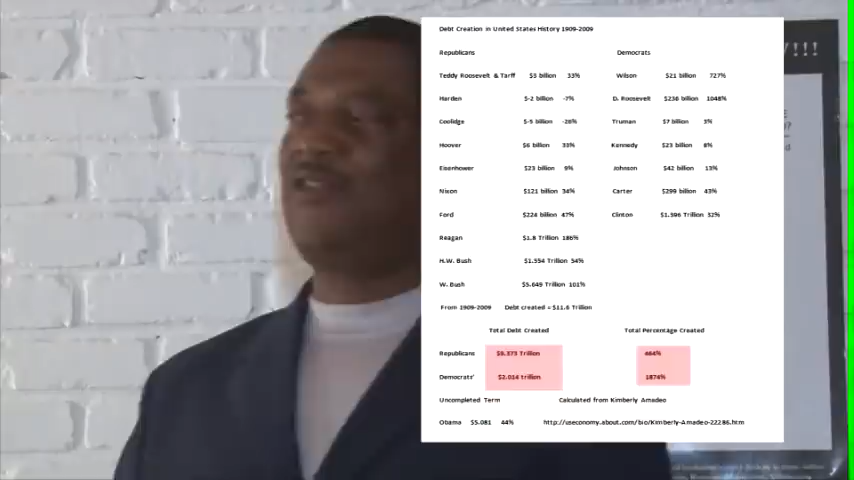 Debt Creation in United States History 1909-2009
Republicans Democrats
Teddy Roosevelt & Tarff $3 billion 33% Wilson $21 billion 727%
Harden $-2 billion -7% D. Roosevelt $236 billion 1048%
Coolidge $-5 billion -26% Truman $7 billion 3%
Hoover $6 billion 33% Kennedy $23 billion 8%
Eisenhower $23 billion 9% Johnson $42 billion 13%
Nixon $121 billion 34% Carter $299 billion 43%
Ford $224 billion 47% Clinton $1.396 Trillion 32%
Reagan $1.8 Trillion 186%
H.W. Bush $1.554 Trillion 54%
W. Bush $5.849 Trillion 101%
From 1909-2009 Debt created = $11.6 Trillion
Total Debt Created Total Percentage Created
Republicans $9.373 Trillion 464%
Democrats' $2.014 trillion 1874%
Uncompleted Term Calculated from Kimberly Amadeo
Obama $5.081 44% http://useconomy.about.com/bio/Kimberly-Amadeo-22286.htm
!!!